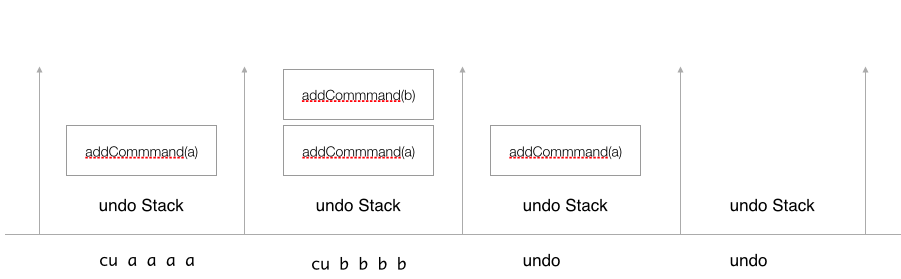 addCommmand(b)
addCommmand(a)
addCommmand(a)
addCommmand(a)
undo Stack
undo Stack
undo Stack
undo Stack
cu a a a a
cu b b b b
undo
undo